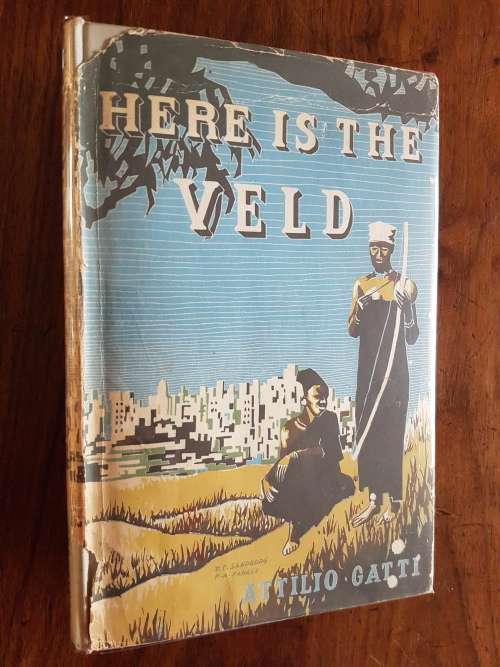 HERE IS THE
VELD
ATTILIO GATTI